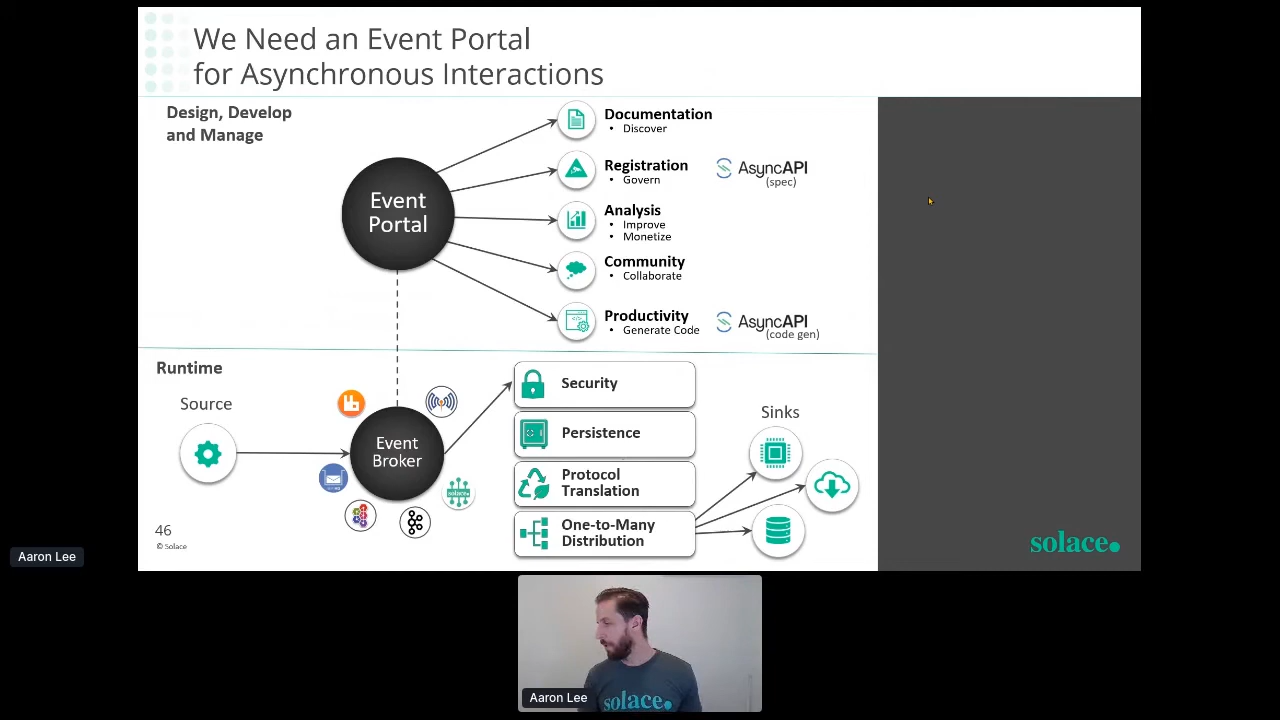 We Need an Event Portal
for Asynchronous Interactions
Design, Develop
and Manage
Event
Portal
Documentation
• Discover
Registration
• Govern
AsyncAPI
(spec)
Analysis
• Improve
• Monetize
Community
• Collaborate
Productivity
• Generate Code
AsyncAPI
(code gen)
Runtime
Source
Event
Broker
solace.
Security
Persistence
Protocol
Translation
One-to-Many
Distribution
Sinks
46
© Solace
solace.
Aaron Lee
solace.
Aaron Lee